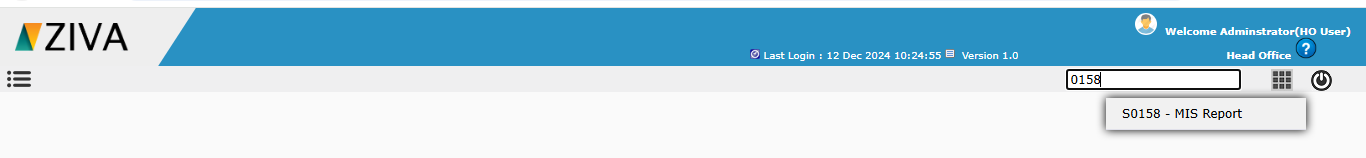 ZIVA
Welcome Adminstrator(HO User)
Last Login : 12 Dec 2024 10:24:55 Version 1.0
Head Office ?
0158
S0158 - MIS Report